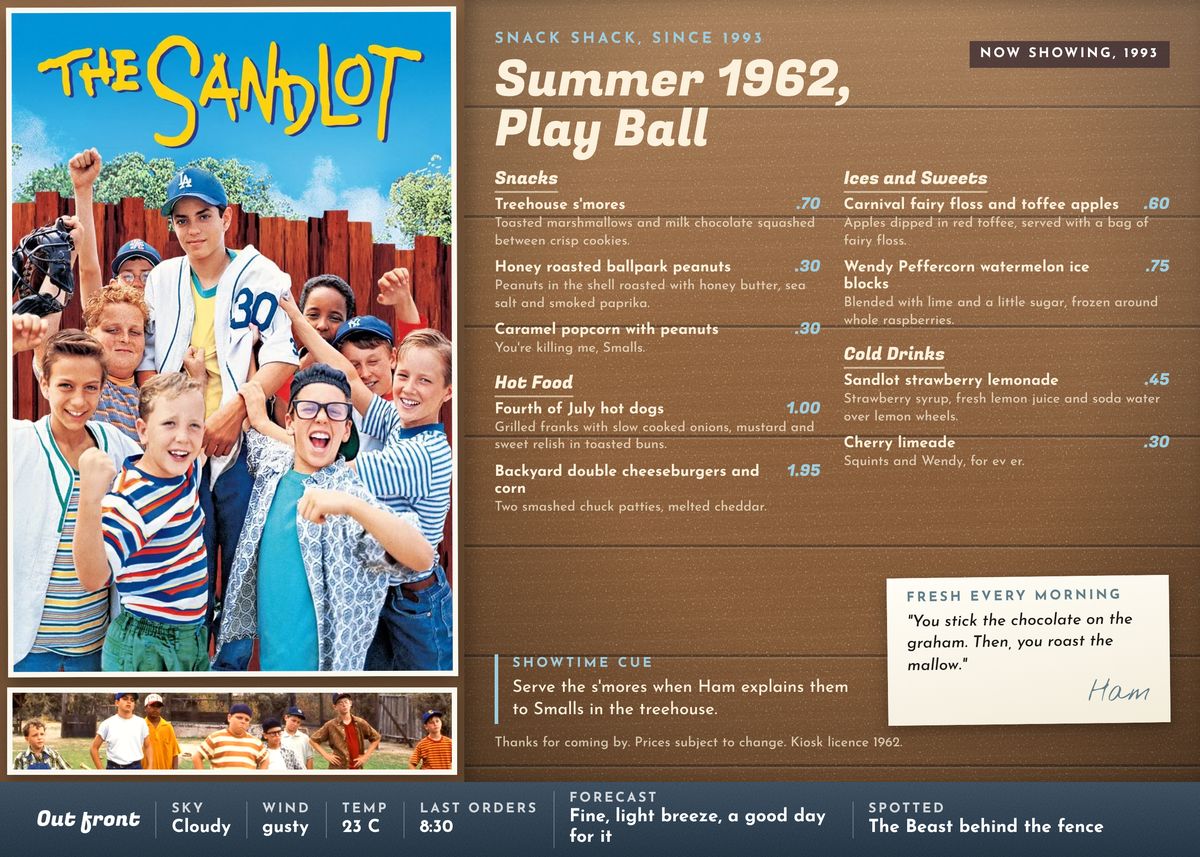 THE SANDLOT
LA
30
SNACK SHACK, SINCE 1993
NOW SHOWING, 1993
Summer 1962,
Play Ball
Snacks
Treehouse s'mores .70
Toasted marshmallows and milk chocolate squashed
between crisp cookies.
Honey roasted ballpark peanuts .30
Peanuts in the shell roasted with honey butter, sea
salt and smoked paprika.
Caramel popcorn with peanuts .30
You're killing me, Smalls.
Hot Food
Fourth of July hot dogs 1.00
Grilled franks with slow cooked onions, mustard and
sweet relish in toasted buns.
Backyard double cheeseburgers and 1.95
corn
Two smashed chuck patties, melted cheddar.
Ices and Sweets
Carnival fairy floss and toffee apples .60
Apples dipped in red toffee, served with a bag of
fairy floss.
Wendy Peffercorn watermelon ice .75
blocks
Blended with lime and a little sugar, frozen around
whole raspberries.
Cold Drinks
Sandlot strawberry lemonade .45
Strawberry syrup, fresh lemon juice and soda water
over lemon wheels.
Cherry limeade .30
Squints and Wendy, for ev er.
SHOWTIME CUE
Serve the s'mores when Ham explains them
to Smalls in the treehouse.
FRESH EVERY MORNING
"You stick the chocolate on the
graham. Then, you roast the
mallow."
Ham
Thanks for coming by. Prices subject to change. Kiosk licence 1962.
Out front
SKY
Cloudy
WIND
gusty
TEMP
23 C
LAST ORDERS
8:30
FORECAST
Fine, light breeze, a good day
for it
SPOTTED
The Beast behind the fence